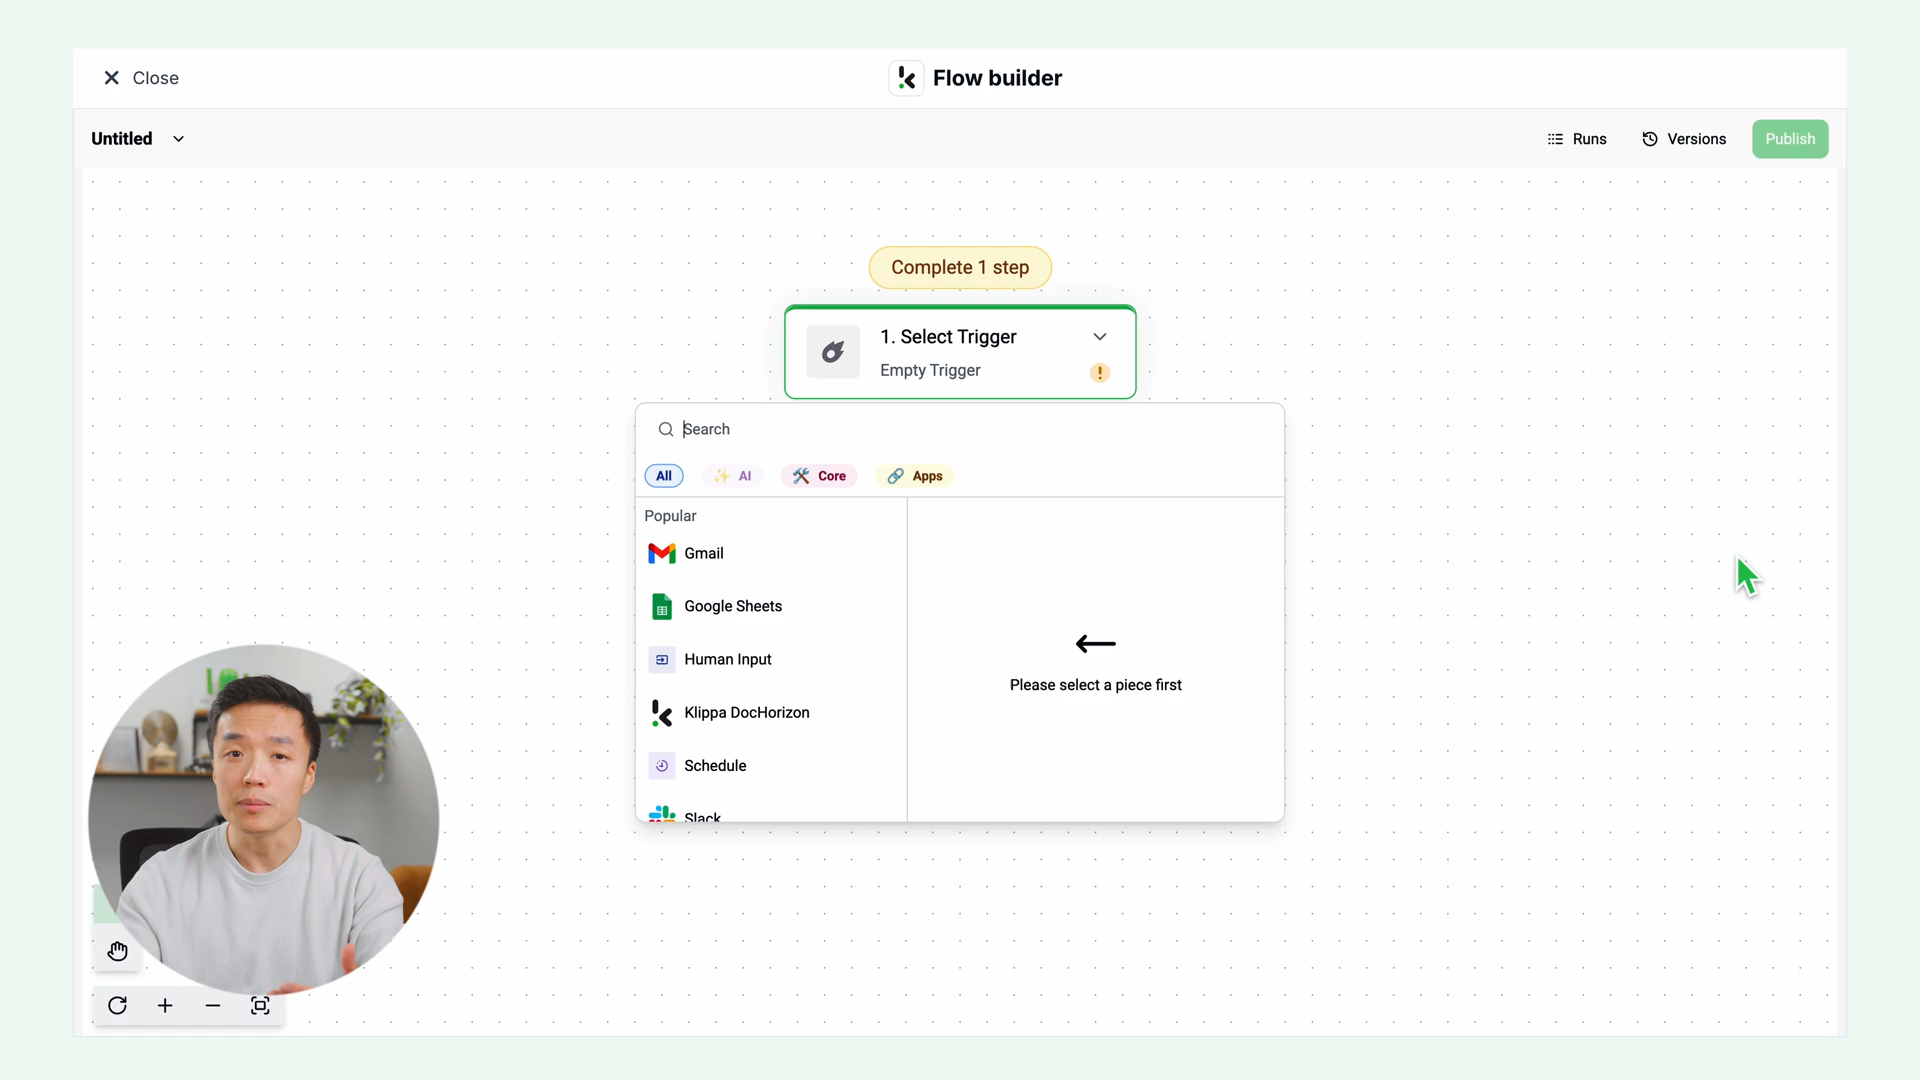 Close
Flow builder
Untitled
Runs
Versions
Publish
Complete 1 step
1. Select Trigger
Empty Trigger
Search
All
AI
Core
Apps
Popular
Gmail
Google Sheets
Human Input
Klippa DocHorizon
Schedule
Slack
Please select a piece first